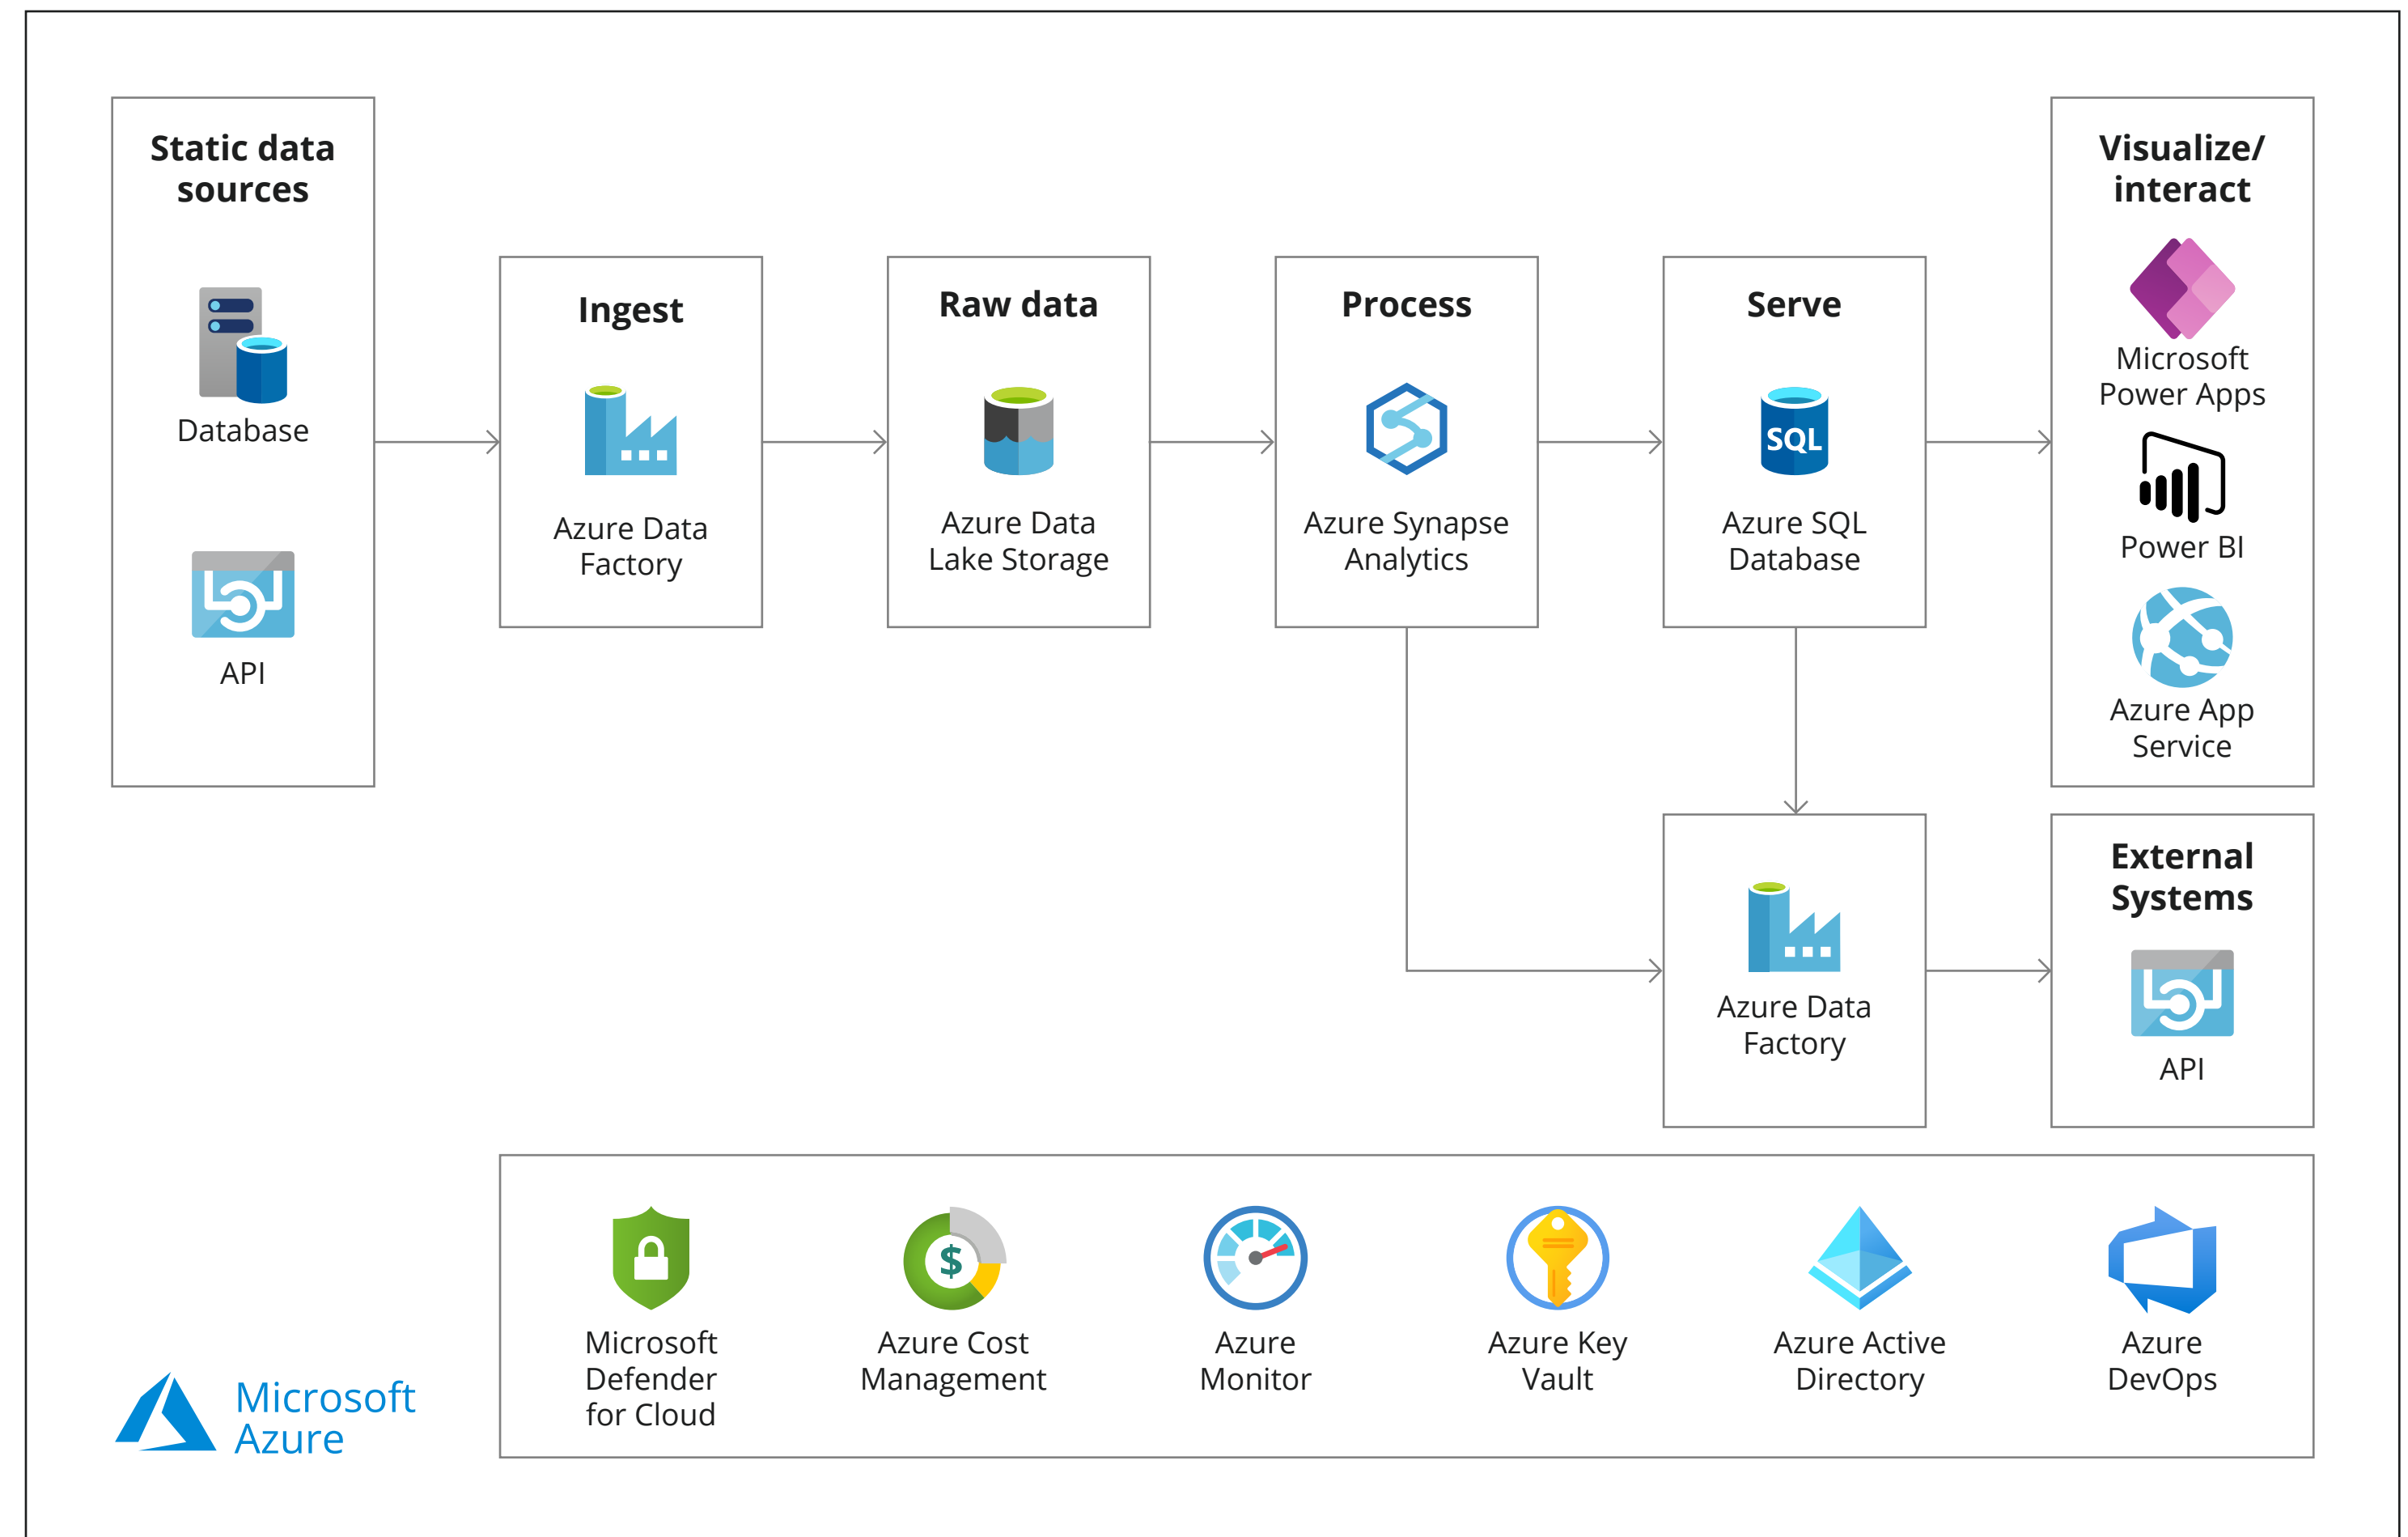 Static data
sources
Database
API
Ingest
Azure Data
Factory
Raw data
Azure Data
Lake Storage
Process
Azure Synapse
Analytics
Serve
SQL
Azure SQL
Database
Visualize/
interact
Microsoft
Power Apps
Power BI
Azure App
Service
Azure Data
Factory
External
Systems
API
$
Microsoft
Defender
for Cloud
Azure Cost
Management
Azure
Monitor
Azure Key
Vault
Azure Active
Directory
Azure
DevOps
Microsoft
Azure